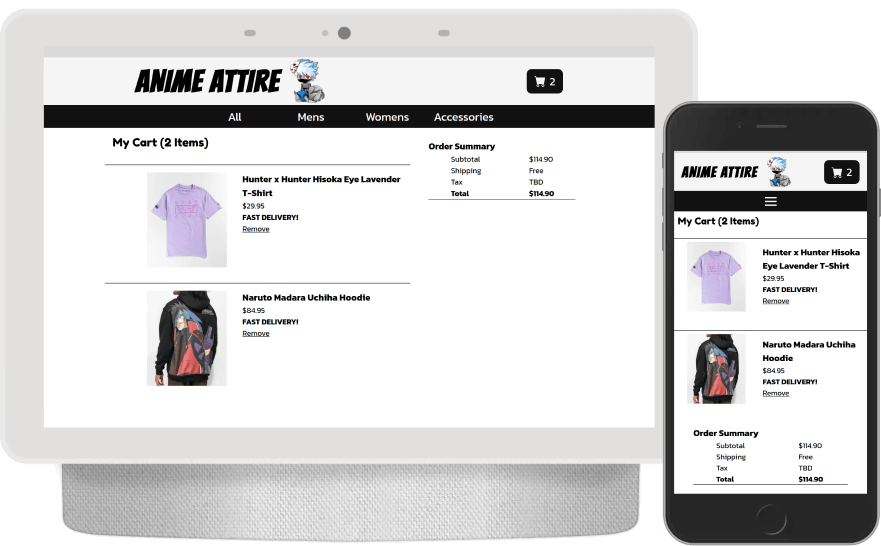 ANIME ATTIRE
2
All Mens Womens Accessories
My Cart (2 Items)
Hunter x Hunter Hisoka Eye Lavender
T-Shirt
$29.95
FAST DELIVERY!
Remove
Naruto Madara Uchiha Hoodie
$84.95
FAST DELIVERY!
Remove
Order Summary
Subtotal $114.90
Shipping Free
Tax TBD
Total $114.90
ANIME ATTIRE
2
My Cart (2 Items)
Hunter x Hunter Hisoka
Eye Lavender T-Shirt
$29.95
FAST DELIVERY!
Remove
Naruto Madara Uchiha
Hoodie
$84.95
FAST DELIVERY!
Remove
Order Summary
Subtotal $114.90
Shipping Free
Tax TBD
Total $114.90